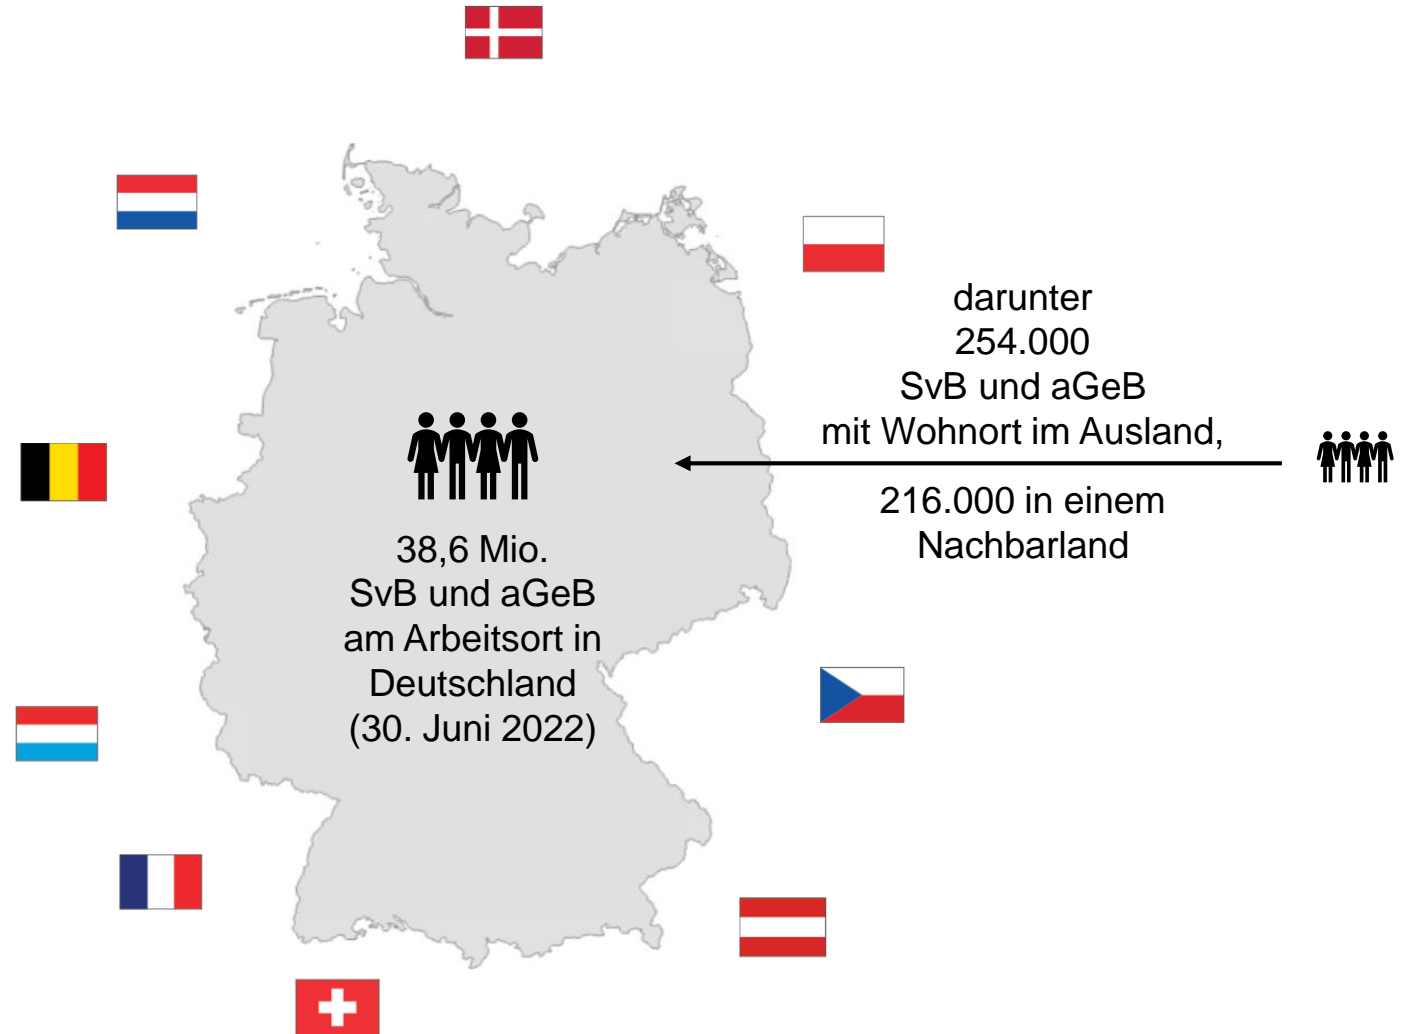 darunter
254.000
SvB und aGeB
mit Wohnort im Ausland,
216.000 in einem
Nachbarland
38,6 Mio.
SvB und aGeB
am Arbeitsort in
Deutschland
(30. Juni 2022)